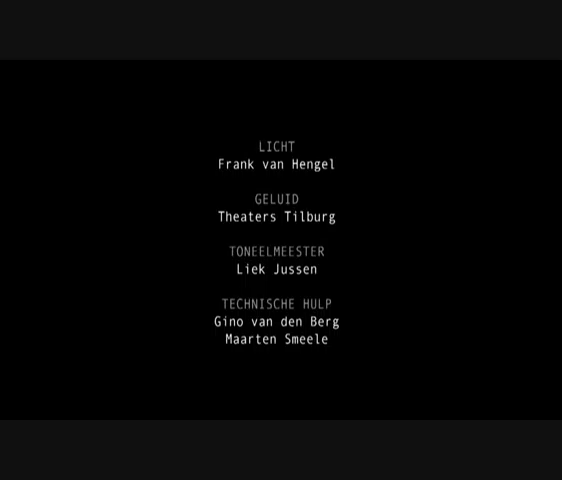 LICHT
Frank van Hengel
GELUID
Theaters Tilburg
TONEELMEESTER
Liek Jussen
TECHNISCHE HULP
Gino van den Berg
Maarten Smeele